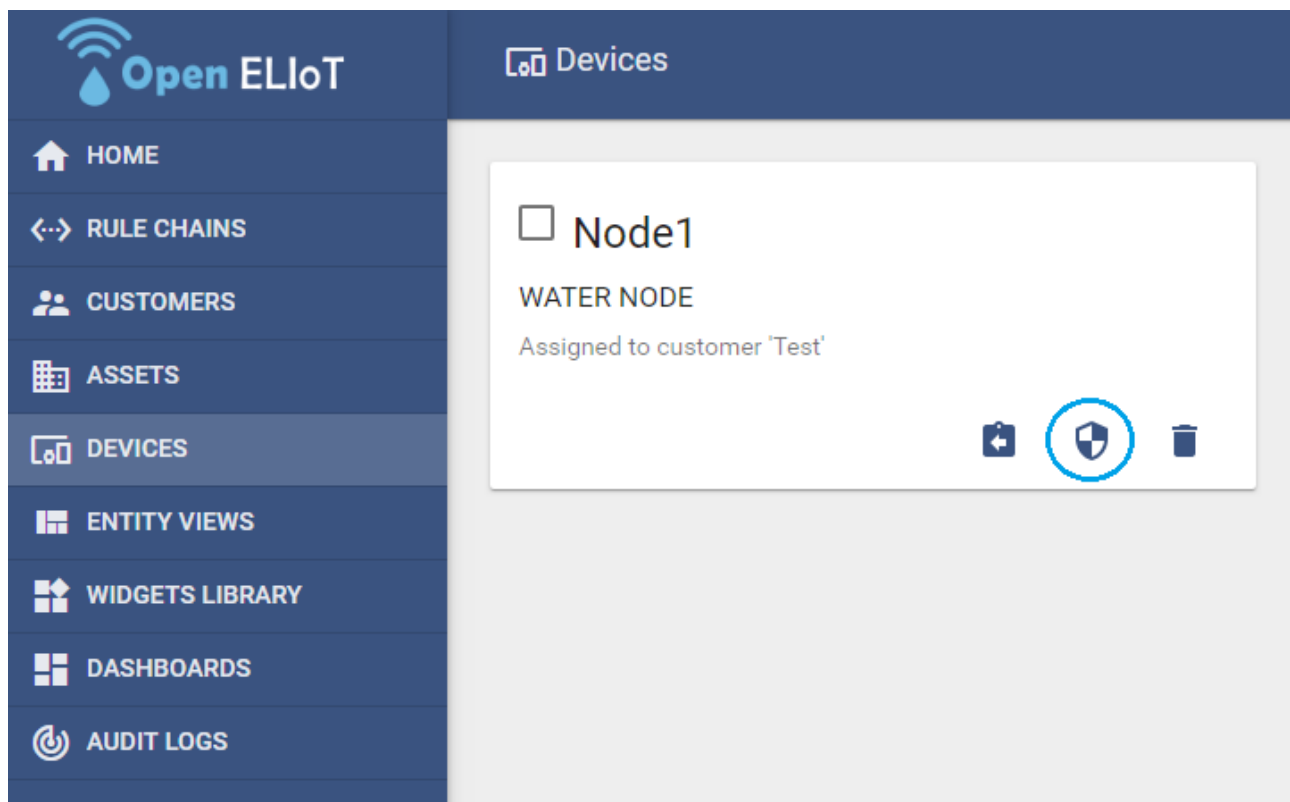 Open ELIoT
Devices
HOME
RULE CHAINS
CUSTOMERS
ASSETS
DEVICES
ENTITY VIEWS
WIDGETS LIBRARY
DASHBOARDS
AUDIT LOGS
Node1
WATER NODE
Assigned to customer 'Test'